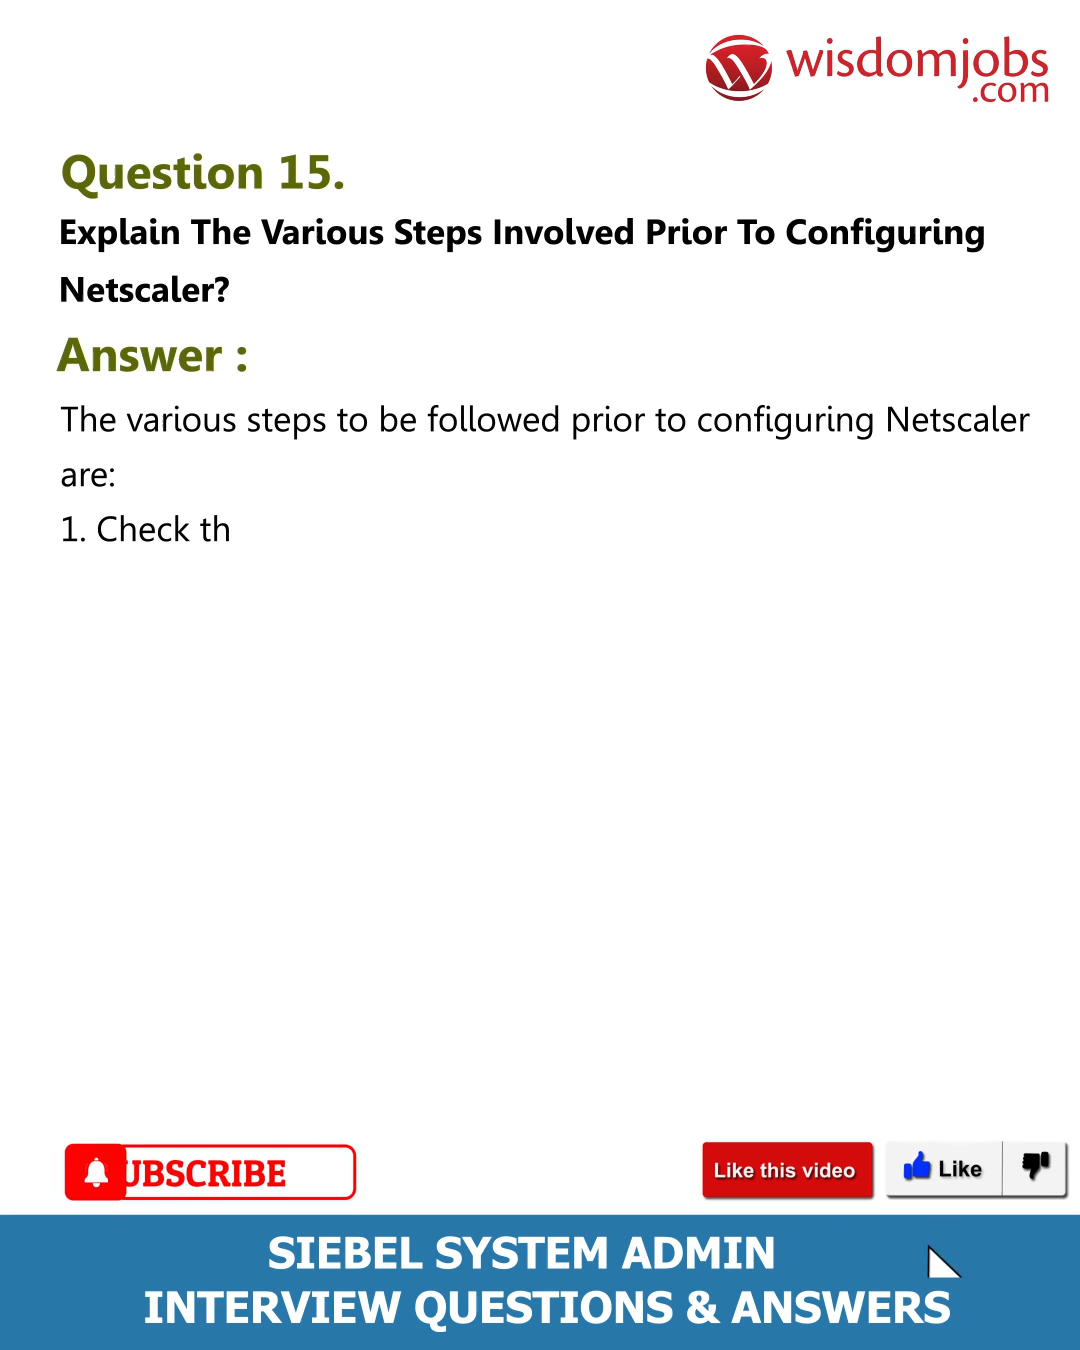 wisdomjobs
.com
Question 15.
Explain The Various Steps Involved Prior To Configuring
Netscaler?
Answer :
The various steps to be followed prior to configuring Netscaler
are:
1. Check th
UBSCRIBE
Like this video
Like
SIEBEL SYSTEM ADMIN
INTERVIEW QUESTIONS & ANSWERS